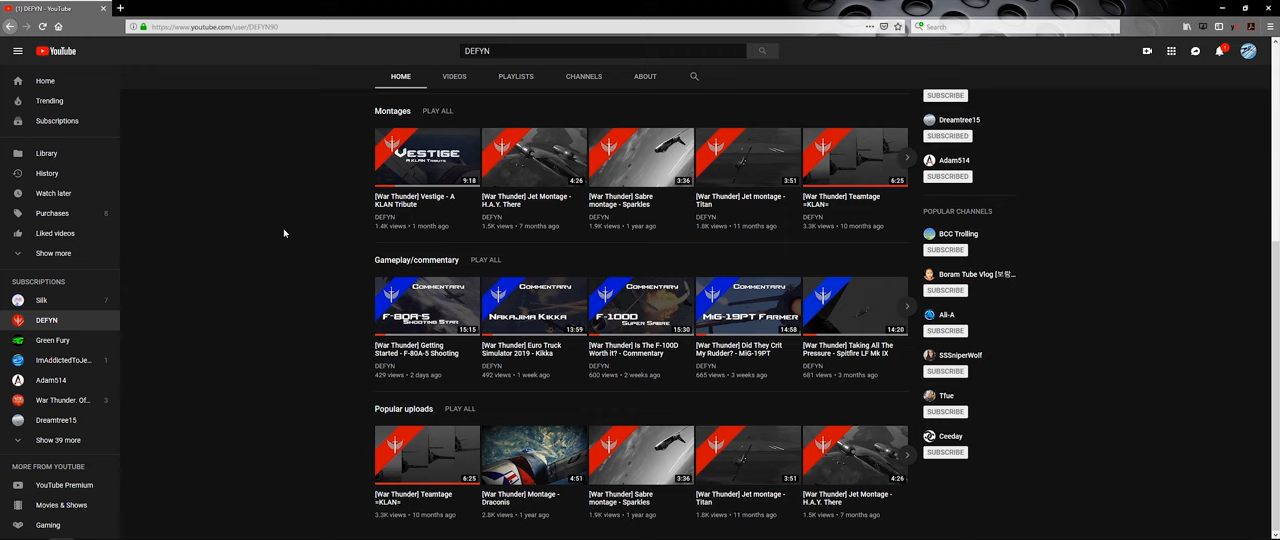 (1) DEFYN - YouTube
https://www.youtube.com/user/DEFYN90
Search
YouTube
DEFYN
HOME
VIDEOS
PLAYLISTS
CHANNELS
ABOUT
Home
Trending
Subscriptions
Library
History
Watch later
Purchases 8
Liked videos
Show more
SUBSCRIPTIONS
Silk 7
DEFYN
Green Fury
ImAddictedToJe...
Adam514
War Thunder. Of... 3
Dreamtree15
Show 39 more
MORE FROM YOUTUBE
YouTube Premium
Movies & Shows
Gaming
Montages PLAY ALL
VESTIGE
A KLAN TRIBUTE
9:18
4:26
3:36
3:51
6:25
[War Thunder] Vestige - A
KLAN Tribute
DEFYN
1.4K views • 1 month ago
[War Thunder] Jet Montage -
H.A.Y. There
DEFYN
1.5K views • 7 months ago
[War Thunder] Sabre
montage - Sparkles
DEFYN
1.9K views • 1 year ago
[War Thunder] Jet montage -
Titan
DEFYN
1.8K views • 11 months ago
[War Thunder] Teamtage
=KLAN=
DEFYN
3.3K views • 10 months ago
Gameplay/commentary PLAY ALL
COMMENTARY
F-80A-5
SHOOTING STAR
15:15
COMMENTARY
NAKAJIMA KIKKA
13:59
COMMENTARY
F-100D
SUPER SABRE
15:30
COMMENTARY
MIG-19PT FARMER
14:58
COMMENTARY
14:20
[War Thunder] Getting
Started - F-80A-5 Shooting
DEFYN
429 views • 2 days ago
[War Thunder] Euro Truck
Simulator 2019 - Kikka
DEFYN
492 views • 1 week ago
[War Thunder] Is The F-100D
Worth it? - Commentary
DEFYN
600 views • 2 weeks ago
[War Thunder] Did They Crit
My Rudder? - MiG-19PT
DEFYN
665 views • 3 weeks ago
[War Thunder] Taking All The
Pressure - Spitfire LF Mk IX
DEFYN
681 views • 3 months ago
Popular uploads PLAY ALL
6:25
4:51
3:36
3:51
4:26
[War Thunder] Teamtage
=KLAN=
3.3K views • 10 months ago
[War Thunder] Montage -
Draconis
2.8K views • 1 year ago
[War Thunder] Sabre
montage - Sparkles
1.9K views • 1 year ago
[War Thunder] Jet montage -
Titan
1.8K views • 11 months ago
[War Thunder] Jet Montage -
H.A.Y. There
1.5K views • 7 months ago
SUBSCRIBE
Dreamtree15
SUBSCRIBED
Adam514
SUBSCRIBED
POPULAR CHANNELS
BCC Trolling
SUBSCRIBE
Boram Tube Vlog [보람...
SUBSCRIBE
Ali-A
SUBSCRIBE
SSSniperWolf
SUBSCRIBE
Tfue
SUBSCRIBE
Ceeday
SUBSCRIBE